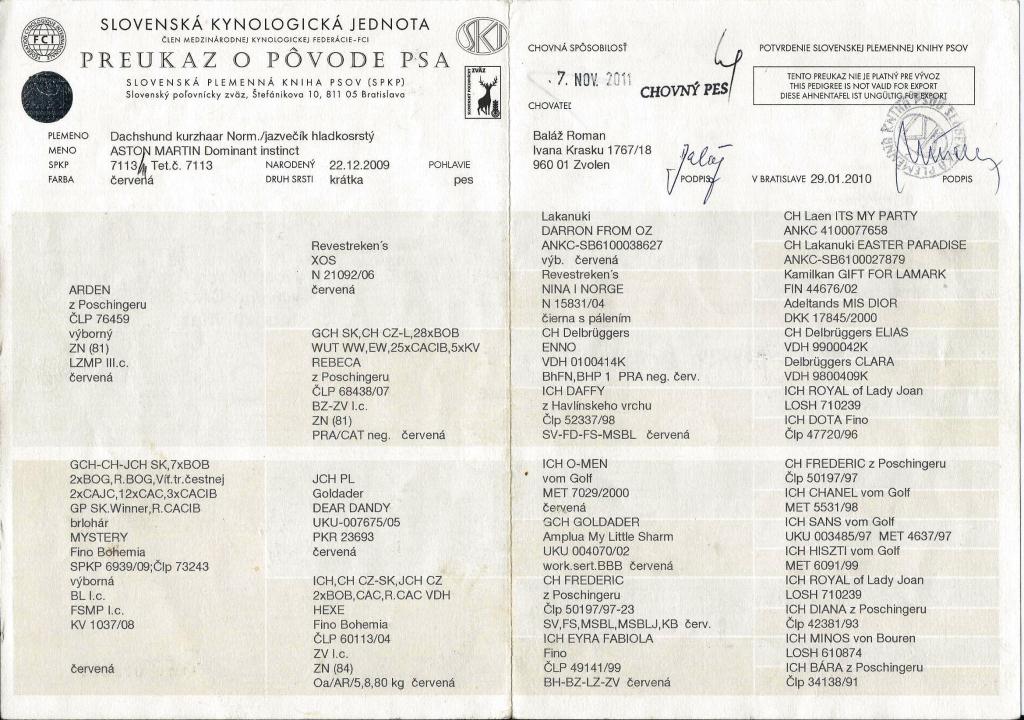 FCI
SLOVENSKÁ KYNOLOGICKÁ JEDNOTA
ČLEN MEDZINÁRODNEJ KYNOLOGICKEJ FEDERÁCIE-FCI
PREUKAZ O PÔVODE PSA
SLOVENSKÁ PLEMENNÁ KNIHA PSOV (SPKP)
Slovenský poľovnícky zväz, Štefánikova 10, 811 05 Bratislava
SKJ
PLEMENO Dachshund kurzhaar Norm./jazvečík hladkosrstý
MENO ASTON MARTIN Dominant instinct
SPKP 7113 Tet.č. 7113 NARODENÝ 22.12.2009 POHLAVIE
FARBA červená DRUH SRSTI krátka pes
CHOVNÁ SPÔSOBILOSŤ
7. NOV. 2011
CHOVNÝ PES
CHOVATEĽ
Baláž Roman
Ivana Krasku 1767/18
960 01 Zvolen
PODPIS
POTVRDENIE SLOVENSKEJ PLEMENNEJ KNIHY PSOV
TENTO PREUKAZ NIE JE PLATNÝ PRE VÝVOZ
THIS PEDIGREE IS NOT VALID FOR EXPORT
DIESE AHNENTAFEL IST UNGÜLTIG FÜR EXPORT
V BRATISLAVE 29.01.2010 PODPIS
ARDEN
z Poschingeru
ČLP 76459
výborný
ZN (81)
LZMP III.c.
červená
Revestreken´s
XOS
N 21092/06
červená
GCH SK,CH CZ-L,28xBOB
WUT WW,EW,25xCACIB,5xKV
REBECA
z Poschingeru
ČLP 68438/07
BZ-ZV I.c.
ZN (81)
PRA/CAT neg. červená
Lakanuki
DARRON FROM OZ
ANKC-SB6100038627
výb. červená
Revestreken´s
NINA I NORGE
N 15831/04
čierna s pálením
CH Delbrüggers
ENNO
VDH 0100414K
BhFN,BHP 1 PRA neg. červ.
ICH DAFFY
z Havlínskeho vrchu
Člp 52337/98
SV-FD-FS-MSBL červená
CH Laen ITS MY PARTY
ANKC 4100077658
CH Lakanuki EASTER PARADISE
ANKC-SB6100027879
Kamilkan GIFT FOR LAMARK
FIN 44676/02
Adeltands MIS DIOR
DKK 17845/2000
CH Delbrüggers ELIAS
VDH 9900042K
Delbrüggers CLARA
VDH 9800409K
ICH ROYAL of Lady Joan
LOSH 710239
ICH DOTA Fino
Člp 47720/96
GCH-CH-JCH SK,7xBOB
2xBOG,R.BOG,Víť.tr.čestnej
2xCAJC,12xCAC,3xCACIB
GP SK.Winner,R.CACIB
brlohár
MYSTERY
Fino Bohemia
SPKP 6939/09;Člp 73243
výborná
BL I.c.
FSMP I.c.
KV 1037/08
červená
JCH PL
Goldader
DEAR DANDY
UKU-007675/05
PKR 23693
červená
ICH,CH CZ-SK,JCH CZ
2xBOB,CAC,R.CAC VDH
HEXE
Fino Bohemia
ČLP 60113/04
ZV I.c.
ZN (84)
Oa/AR/5,8,80 kg červená
ICH O-MEN
vom Golf
MET 7029/2000
červená
GCH GOLDADER
Amplua My Little Sharm
UKU 004070/02
work.sert.BBB červená
CH FREDERIC
z Poschingeru
Člp 50197/97-23
SV,FS,MSBL,MSBLJ,KB červ.
ICH EYRA FABIOLA
Fino
ČLP 49141/99
BH-BZ-LZ-ZV červená
CH FREDERIC z Poschingeru
Člp 50197/97
ICH CHANEL vom Golf
MET 5531/98
ICH SANS vom Golf
UKU 003485/97 MET 4637/97
ICH HISZTI vom Golf
MET 6091/99
ICH ROYAL of Lady Joan
LOSH 710239
ICH DIANA z Poschingeru
Člp 42381/93
ICH MINOS von Bouren
LOSH 610874
ICH BÁRA z Poschingeru
Člp 34138/91